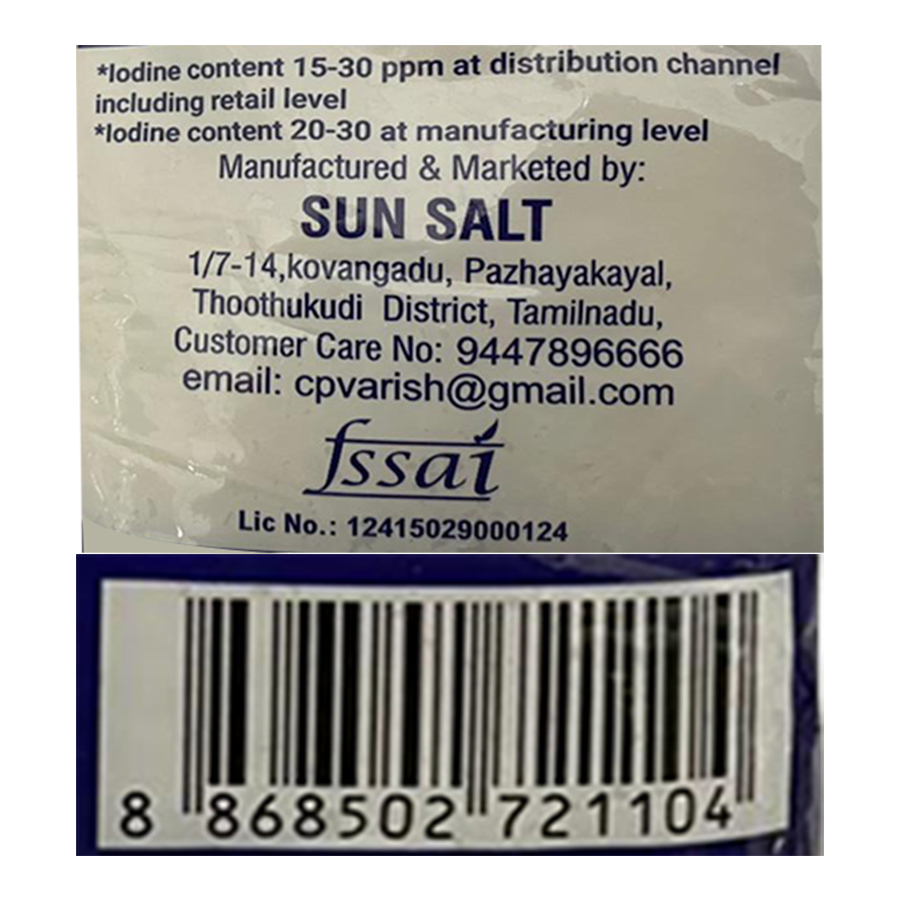 *Iodine content 15-30 ppm at distribution channel
including retail level
*Iodine content 20-30 at manufacturing level
Manufactured & Marketed by:
SUN SALT
1/7-14,kovangadu, Pazhayakayal,
Thoothukudi District, Tamilnadu,
Customer Care No: 9447896666
email: cpvarish@gmail.com
fssai
Lic No.: 12415029000124
8 868502 721104